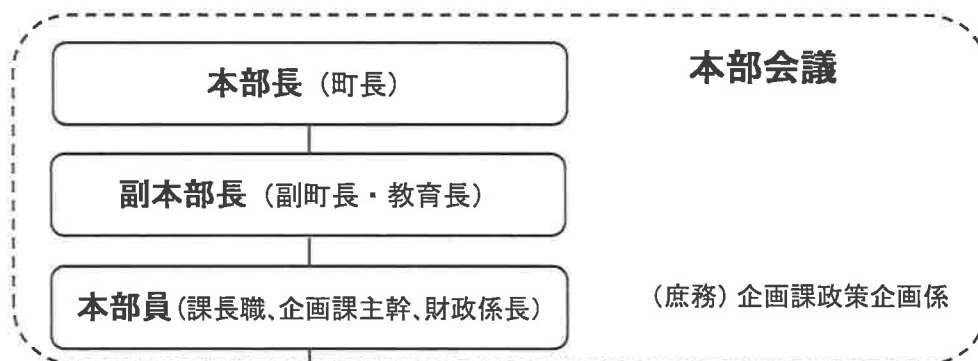 本部長（町長）
本部会議
副本部長（副町長・教育長）
本部員（課長職、企画課主幹、財政係長）
（庶務）企画課政策企画係